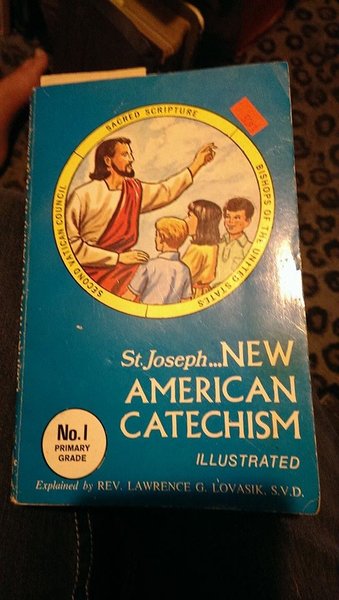 SACRED SCRIPTURE
BISHOPS OF THE UNITED STATES
SECOND VATICAN COUNCIL
St. Joseph...NEW
AMERICAN
CATECHISM
ILLUSTRATED
No. 1
PRIMARY
GRADE
Explained by REV. LAWRENCE G. LOVASIK, S.V.D.